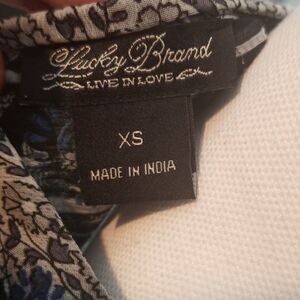 Lucky Brand
LIVE IN LOVE
XS
MADE IN INDIA